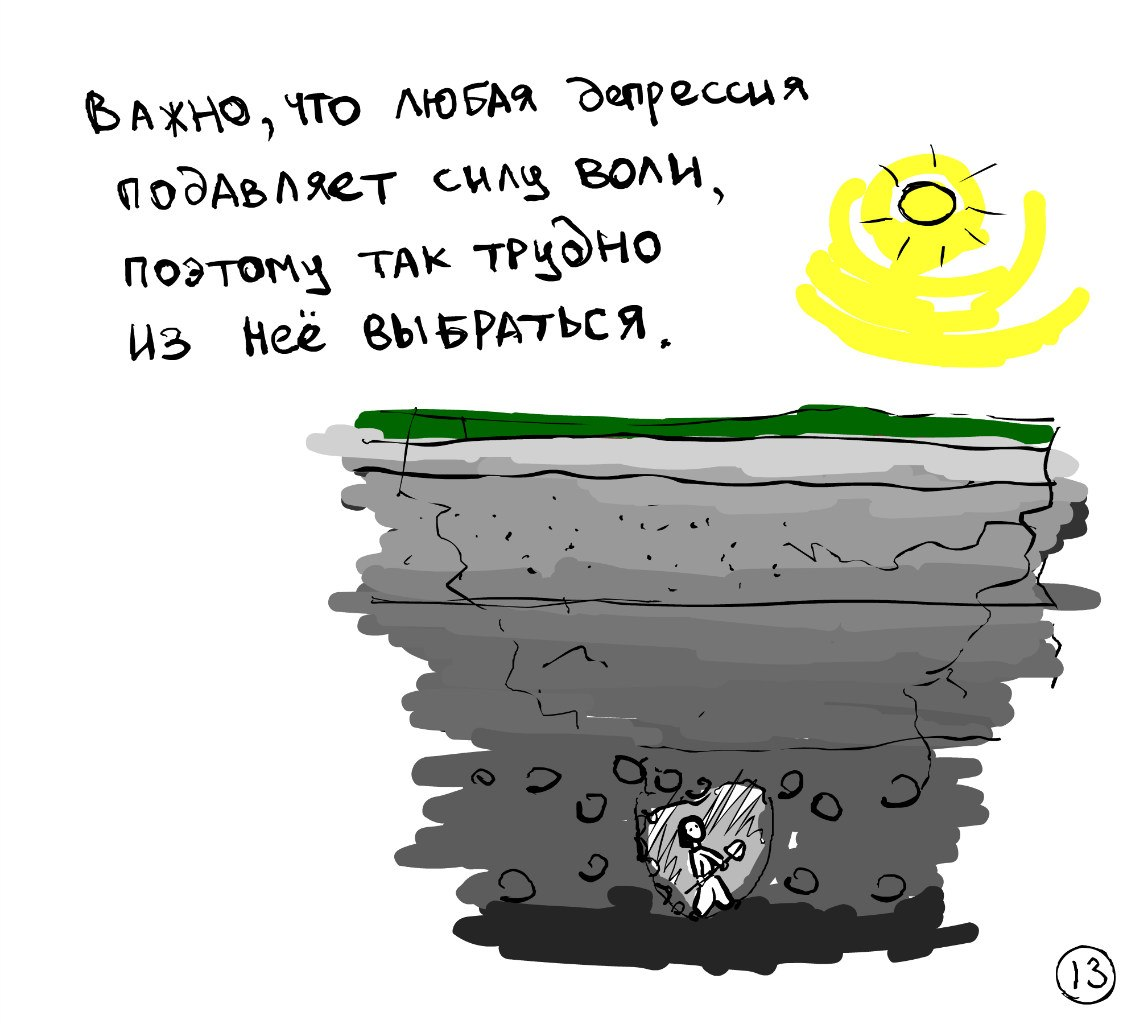 Важно, что любая депрессия
подавляет силу воли,
поэтому так трудно
из неё выбраться.
13